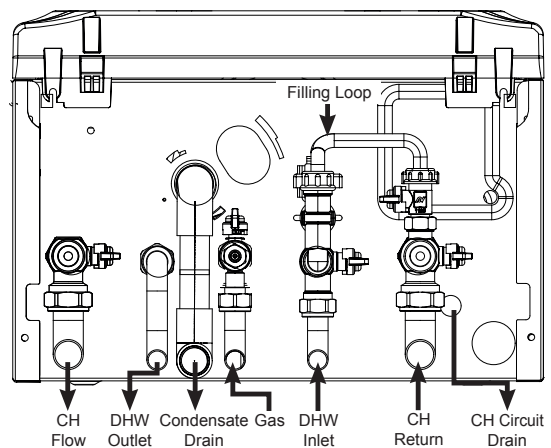 Filling Loop
CH
Flow
DHW
Outlet
Condensate
Drain
Gas
DHW
Inlet
CH
Return
CH Circuit
Drain